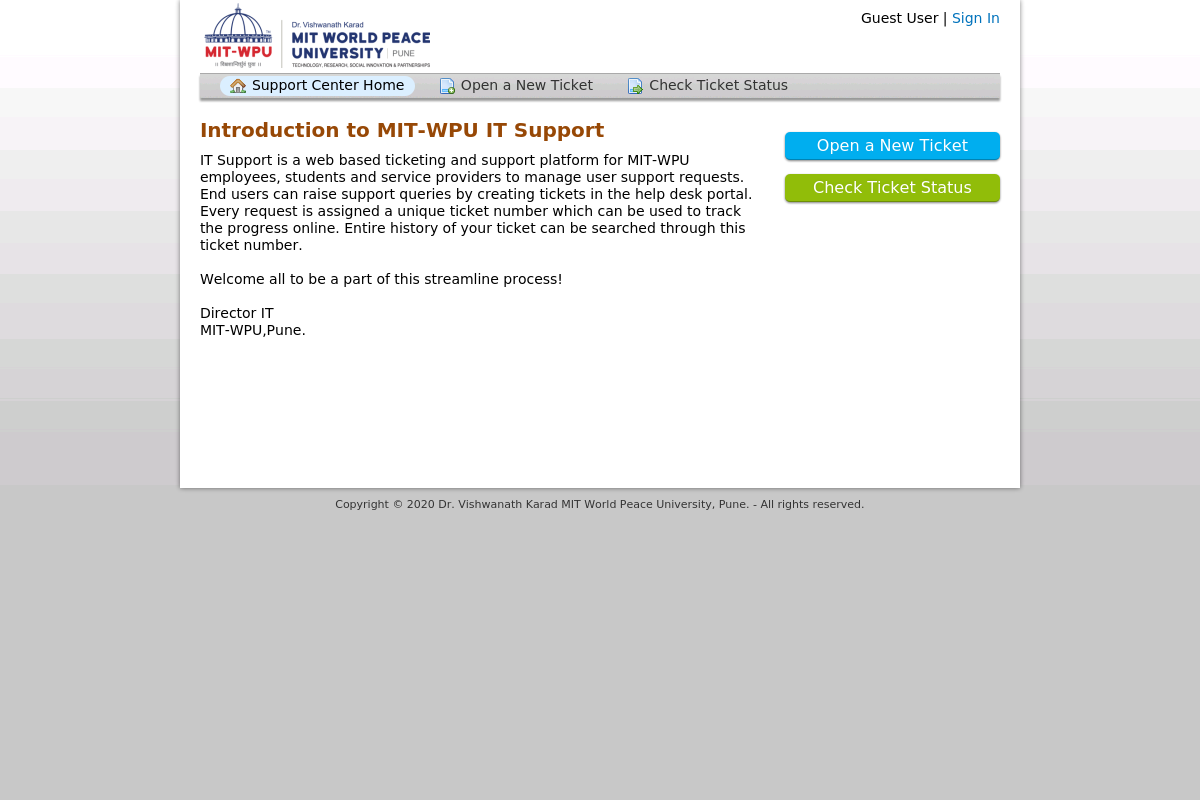 Guest User | Sign In
Dr. Vishwanath Karad
MIT WORLD PEACE
UNIVERSITY | PUNE
TECHNOLOGY, RESEARCH, SOCIAL INNOVATION & PARTNERSHIPS
MIT-WPU
Support Center Home
Open a New Ticket
Check Ticket Status
Introduction to MIT-WPU IT Support
IT Support is a web based ticketing and support platform for MIT-WPU
employees, students and service providers to manage user support requests.
End users can raise support queries by creating tickets in the help desk portal.
Every request is assigned a unique ticket number which can be used to track
the progress online. Entire history of your ticket can be searched through this
ticket number.
Welcome all to be a part of this streamline process!
Director IT
MIT-WPU,Pune.
Open a New Ticket
Check Ticket Status
Copyright © 2020 Dr. Vishwanath Karad MIT World Peace University, Pune. - All rights reserved.